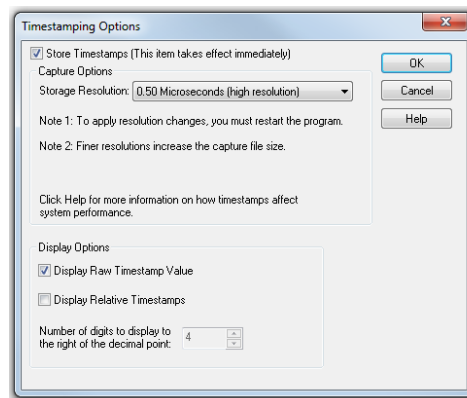 Timestamping Options
Store Timestamps (This item takes effect immediately)
OK
Capture Options
Storage Resolution: 0.50 Microseconds (high resolution)
Cancel
Note 1: To apply resolution changes, you must restart the program.
Help
Note 2: Finer resolutions increase the capture file size.
Click Help for more information on how timestamps affect
system performance.
Display Options
Display Raw Timestamp Value
Display Relative Timestamps
Number of digits to display to
the right of the decimal point: 4